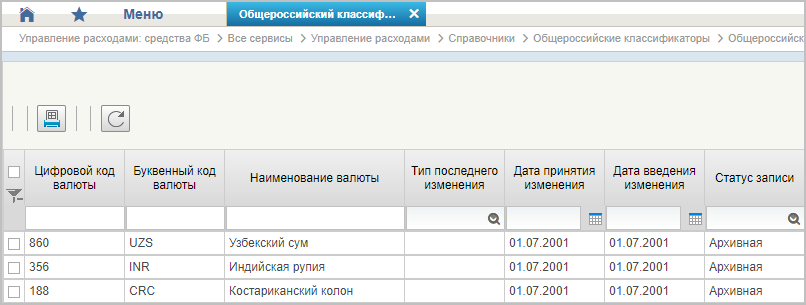 Меню
Общероссийский классиф...
Управление расходами: средства ФБ > Все сервисы > Управление расходами > Справочники > Общероссийские классификаторы > Общероссийск
Цифровой код валюты Буквенный код валюты Наименование валюты Тип последнего изменения Дата принятия изменения Дата введения изменения Статус записи
860 UZS Узбекский сум 01.07.2001 01.07.2001 Архивная
356 INR Индийская рупия 01.07.2001 01.07.2001 Архивная
188 CRC Костариканский колон 01.07.2001 01.07.2001 Архивная